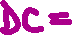 DC =